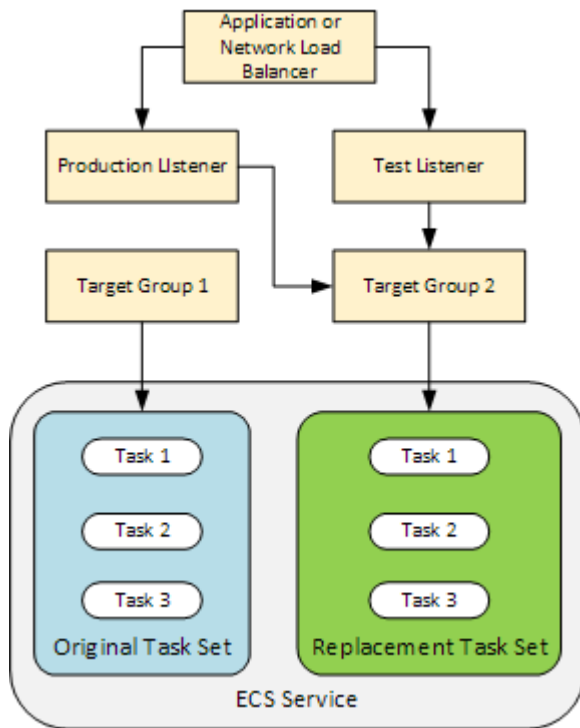 Application or
Network Load
Balancer
Production LIstener
Test Listener
Target Group 1
Target Group 2
Task 1
Task 1
Task 2
Task 2
Task 3
Task 3
Original Task Set
Replacement Task Set
ECS Service